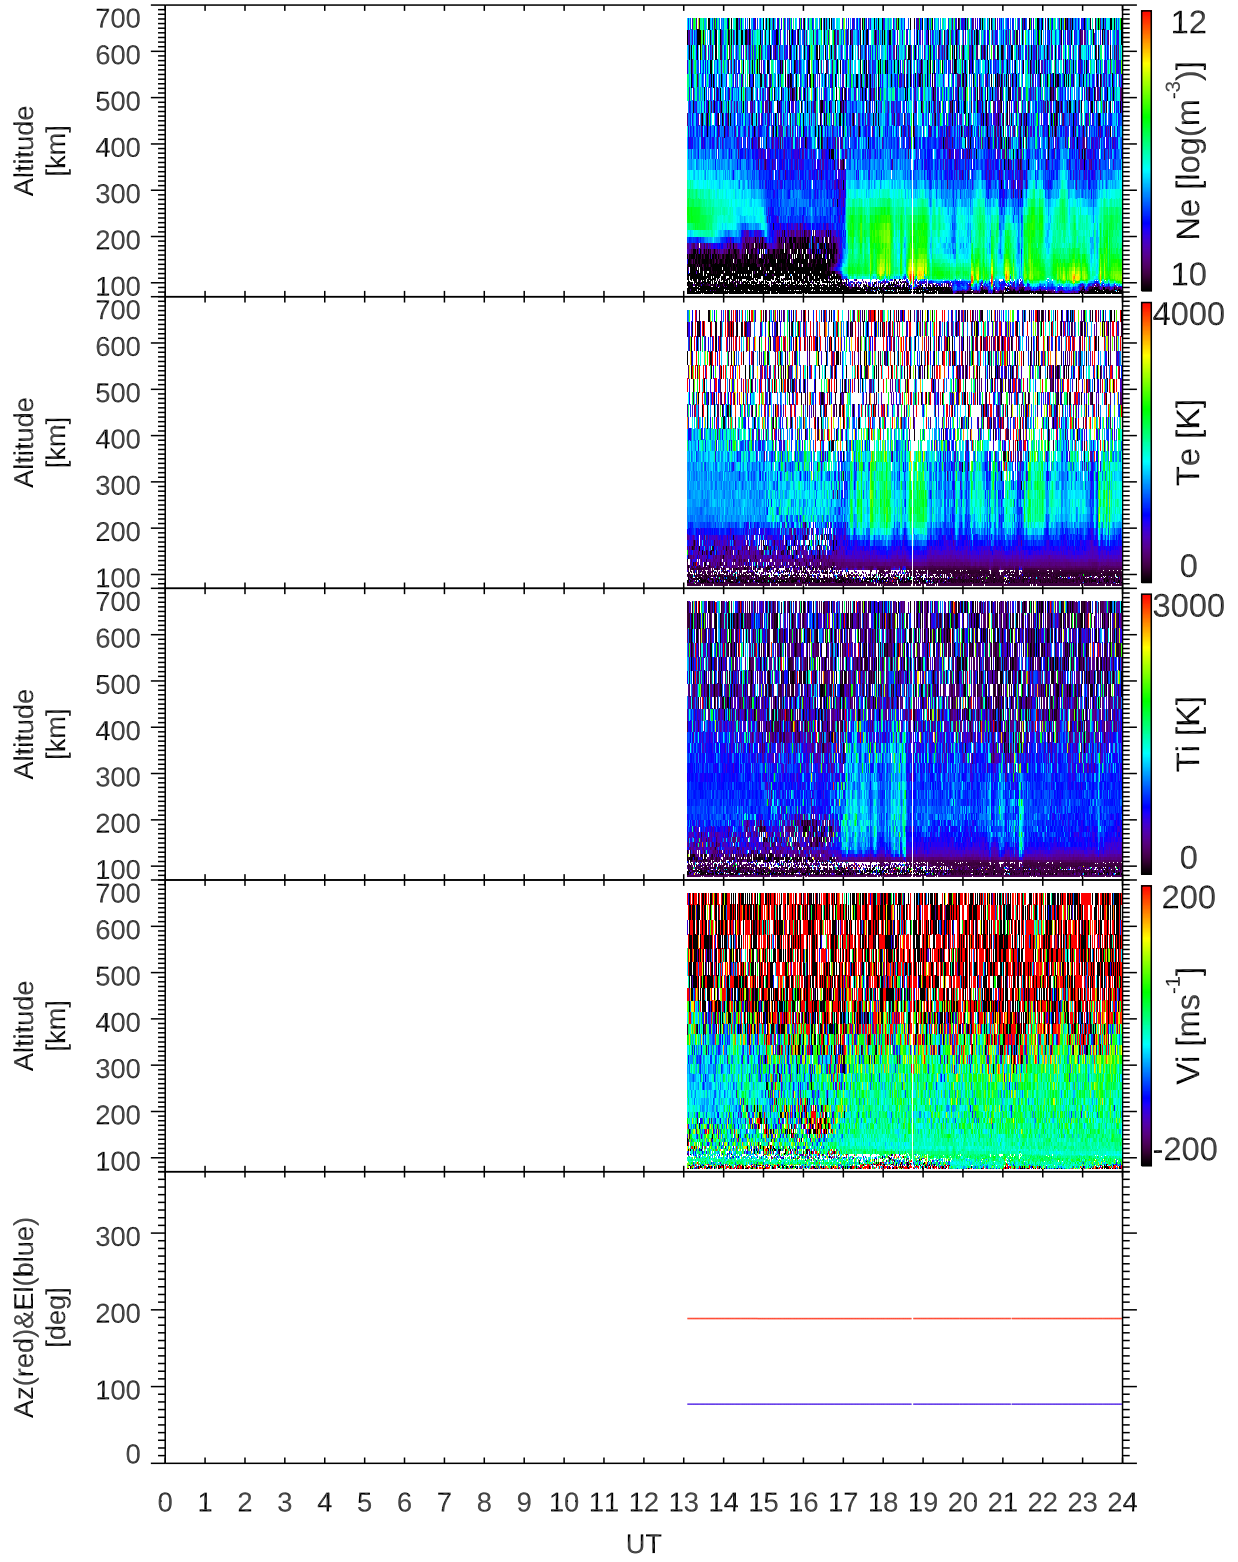 700
600
500
400
300
200
100
Altitude
[km]
12
Ne [log(m⁻³)]
10
700
600
500
400
300
200
100
Altitude
[km]
4000
Te [K]
0
700
600
500
400
300
200
100
Altitude
[km]
3000
Ti [K]
0
700
600
500
400
300
200
100
Altitude
[km]
200
Vi [ms⁻¹]
-200
300
200
100
0
Az(red)&El(blue)
[deg]
0 1 2 3 4 5 6 7 8 9 10 11 12 13 14 15 16 17 18 19 20 21 22 23 24
UT